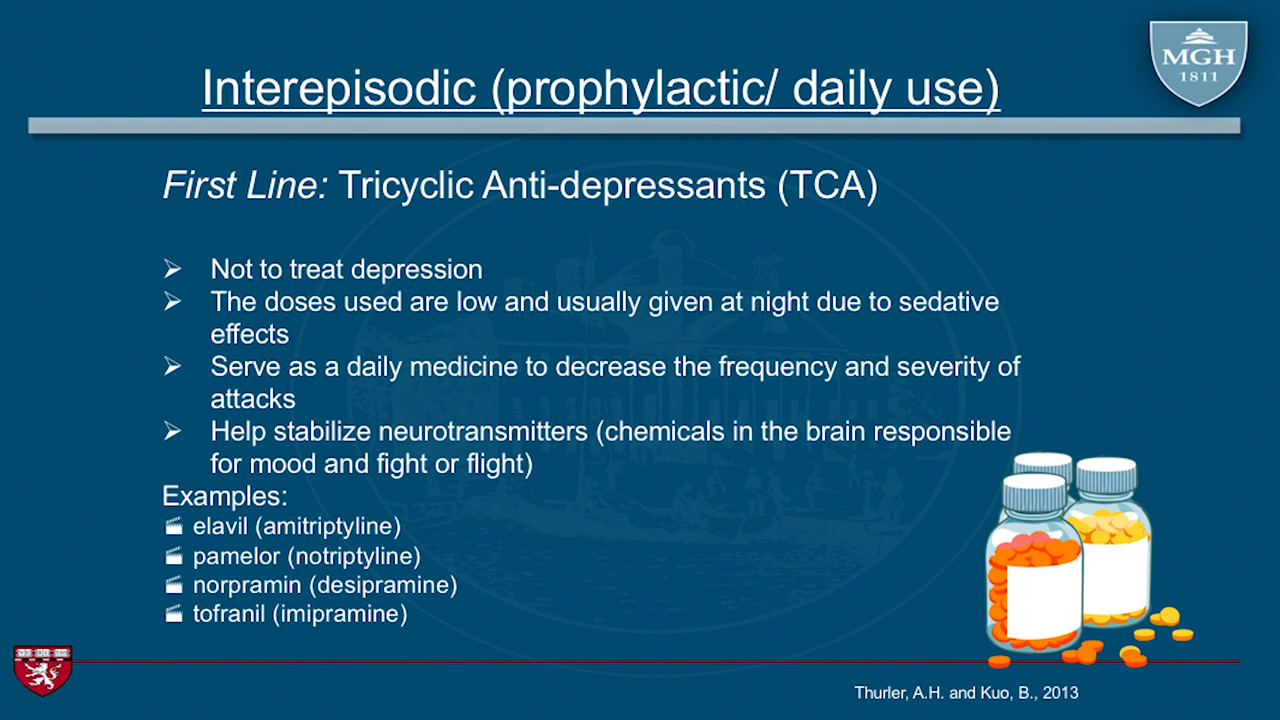 MGH
1811
Interepisodic (prophylactic/ daily use)
First Line: Tricyclic Anti-depressants (TCA)
Not to treat depression
The doses used are low and usually given at night due to sedative
effects
Serve as a daily medicine to decrease the frequency and severity of
attacks
Help stabilize neurotransmitters (chemicals in the brain responsible
for mood and fight or flight)
Examples:
elavil (amitriptyline)
pamelor (notriptyline)
norpramin (desipramine)
tofranil (imipramine)
Thurler, A.H. and Kuo, B., 2013